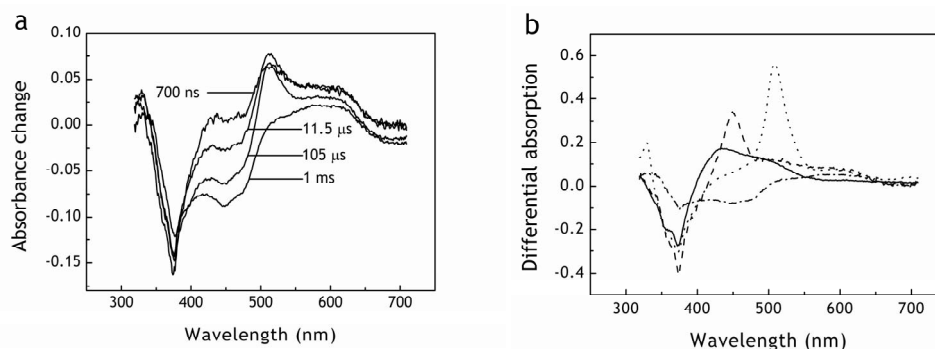 a
Absorbance change
0.10
0.05
0.00
-0.05
-0.10
-0.15
700 ns
11.5 µs
105 µs
1 ms
300 400 500 600 700
Wavelength (nm)
b
Differential absorption
0.6
0.4
0.2
0.0
-0.2
-0.4
300 400 500 600 700
Wavelength (nm)